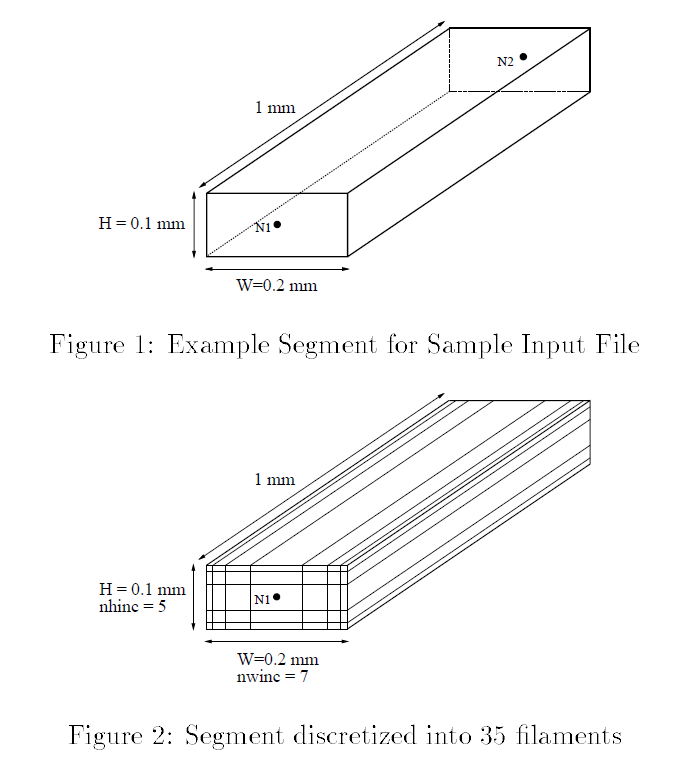 N2
1 mm
H = 0.1 mm
N1
W=0.2 mm
Figure 1: Example Segment for Sample Input File
1 mm
H = 0.1 mm
nhinc = 5
N1
W=0.2 mm
nwinc = 7
Figure 2: Segment discretized into 35 filaments